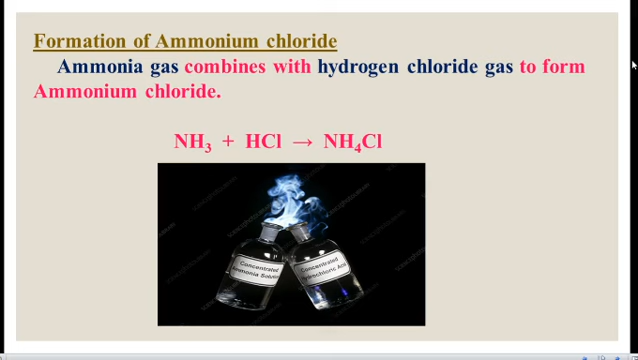 Formation of Ammonium chloride
Ammonia gas combines with hydrogen chloride gas to form
Ammonium chloride.
NH₃ + HCl → NH₄Cl
Concentrated
Ammonia Solution
Concentrated
Hydrochloric Acid